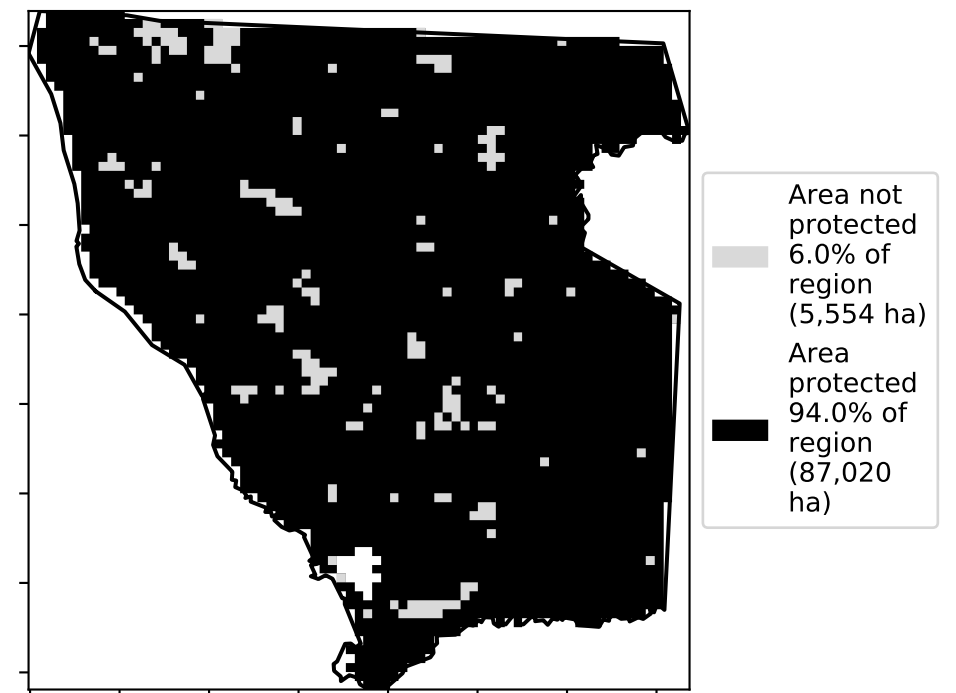 Area not
protected
6.0% of
region
(5,554 ha)
Area
protected
94.0% of
region
(87,020
ha)